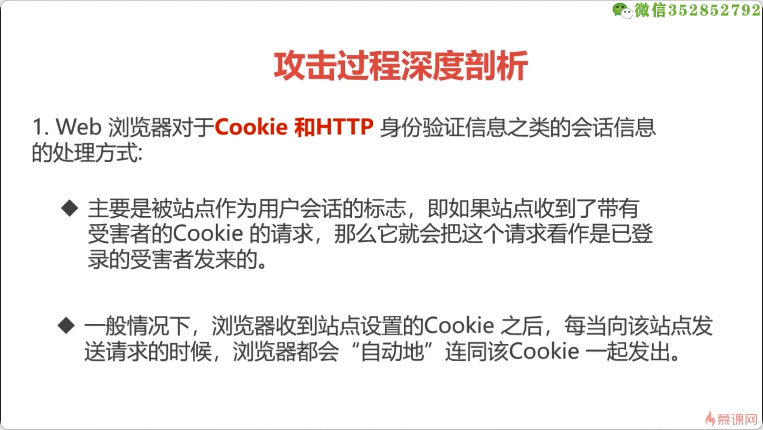 微信352852792
攻击过程深度剖析
1. Web 浏览器对于Cookie 和HTTP 身份验证信息之类的会话信息
的处理方式:
◆ 主要是被站点作为用户会话的标志，即如果站点收到了带有
受害者的Cookie 的请求，那么它就会把这个请求看作是已登
录的受害者发来的。
◆ 一般情况下，浏览器收到站点设置的Cookie 之后，每当向该站点发
送请求的时候，浏览器都会“自动地”连同该Cookie 一起发出。
慕课网